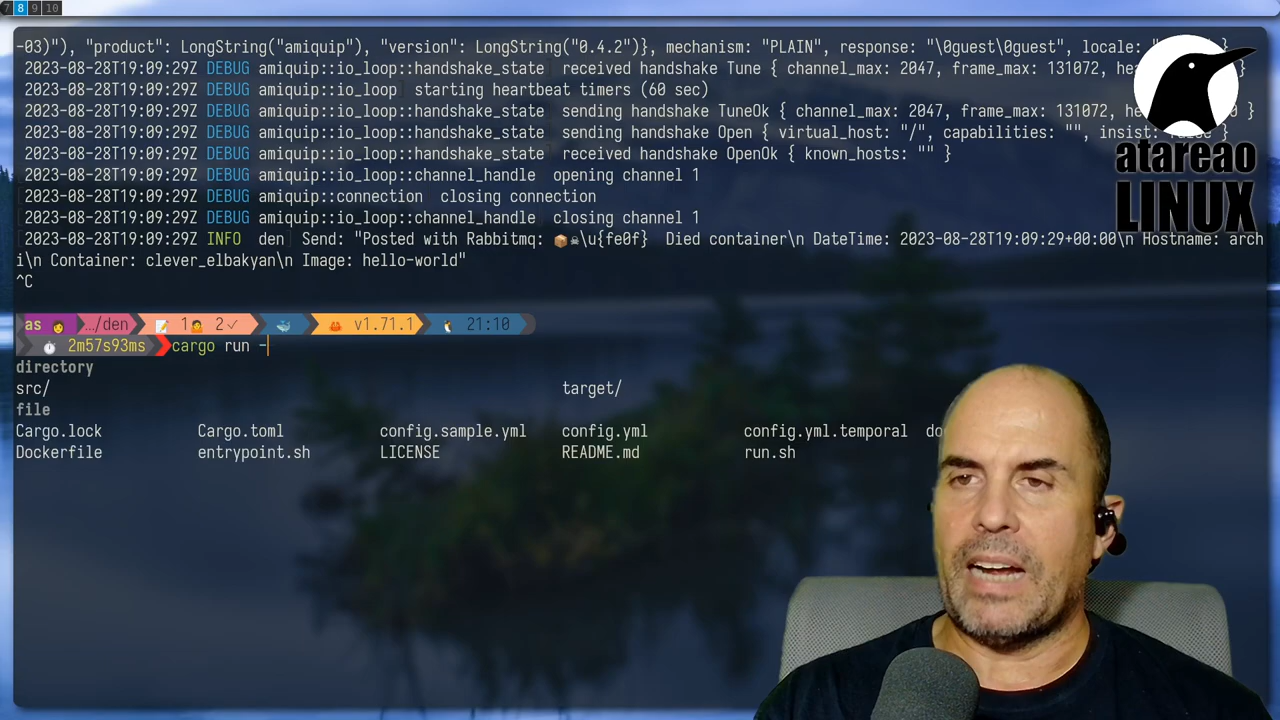 7 8 9 10
-03)"), "product": LongString("amiquip"), "version": LongString("0.4.2")}, mechanism: "PLAIN", response: "\0guest\0guest", locale: "
2023-08-28T19:09:29Z DEBUG amiquip::io_loop::handshake_state received handshake Tune { channel_max: 2047, frame_max: 131072,
2023-08-28T19:09:29Z DEBUG amiquip::io_loop starting heartbeat timers (60 sec)
2023-08-28T19:09:29Z DEBUG amiquip::io_loop::handshake_state sending handshake TuneOk { channel_max: 2047, frame_max: 131072, }
2023-08-28T19:09:29Z DEBUG amiquip::io_loop::handshake_state sending handshake Open { virtual_host: "/", capabilities: "", insist: false }
2023-08-28T19:09:29Z DEBUG amiquip::io_loop::handshake_state received handshake OpenOk { known_hosts: "" }
2023-08-28T19:09:29Z DEBUG amiquip::io_loop::channel_handle opening channel 1
2023-08-28T19:09:29Z DEBUG amiquip::connection closing connection
2023-08-28T19:09:29Z DEBUG amiquip::io_loop::channel_handle closing channel 1
2023-08-28T19:09:29Z INFO den Send: "Posted with Rabbitmq: 📦☠\u{fe0f} Died container\n DateTime: 2023-08-28T19:09:29+00:00\n Hostname: arch
i\n Container: clever_elbakyan\n Image: hello-world"
^C
as …/den 1 2✓ v1.71.1 21:10
2m57s93ms cargo run -
directory
src/ target/
file
Cargo.lock Cargo.toml config.sample.yml config.yml config.yml.temporal
Dockerfile entrypoint.sh LICENSE README.md run.sh
atareao
LINUX